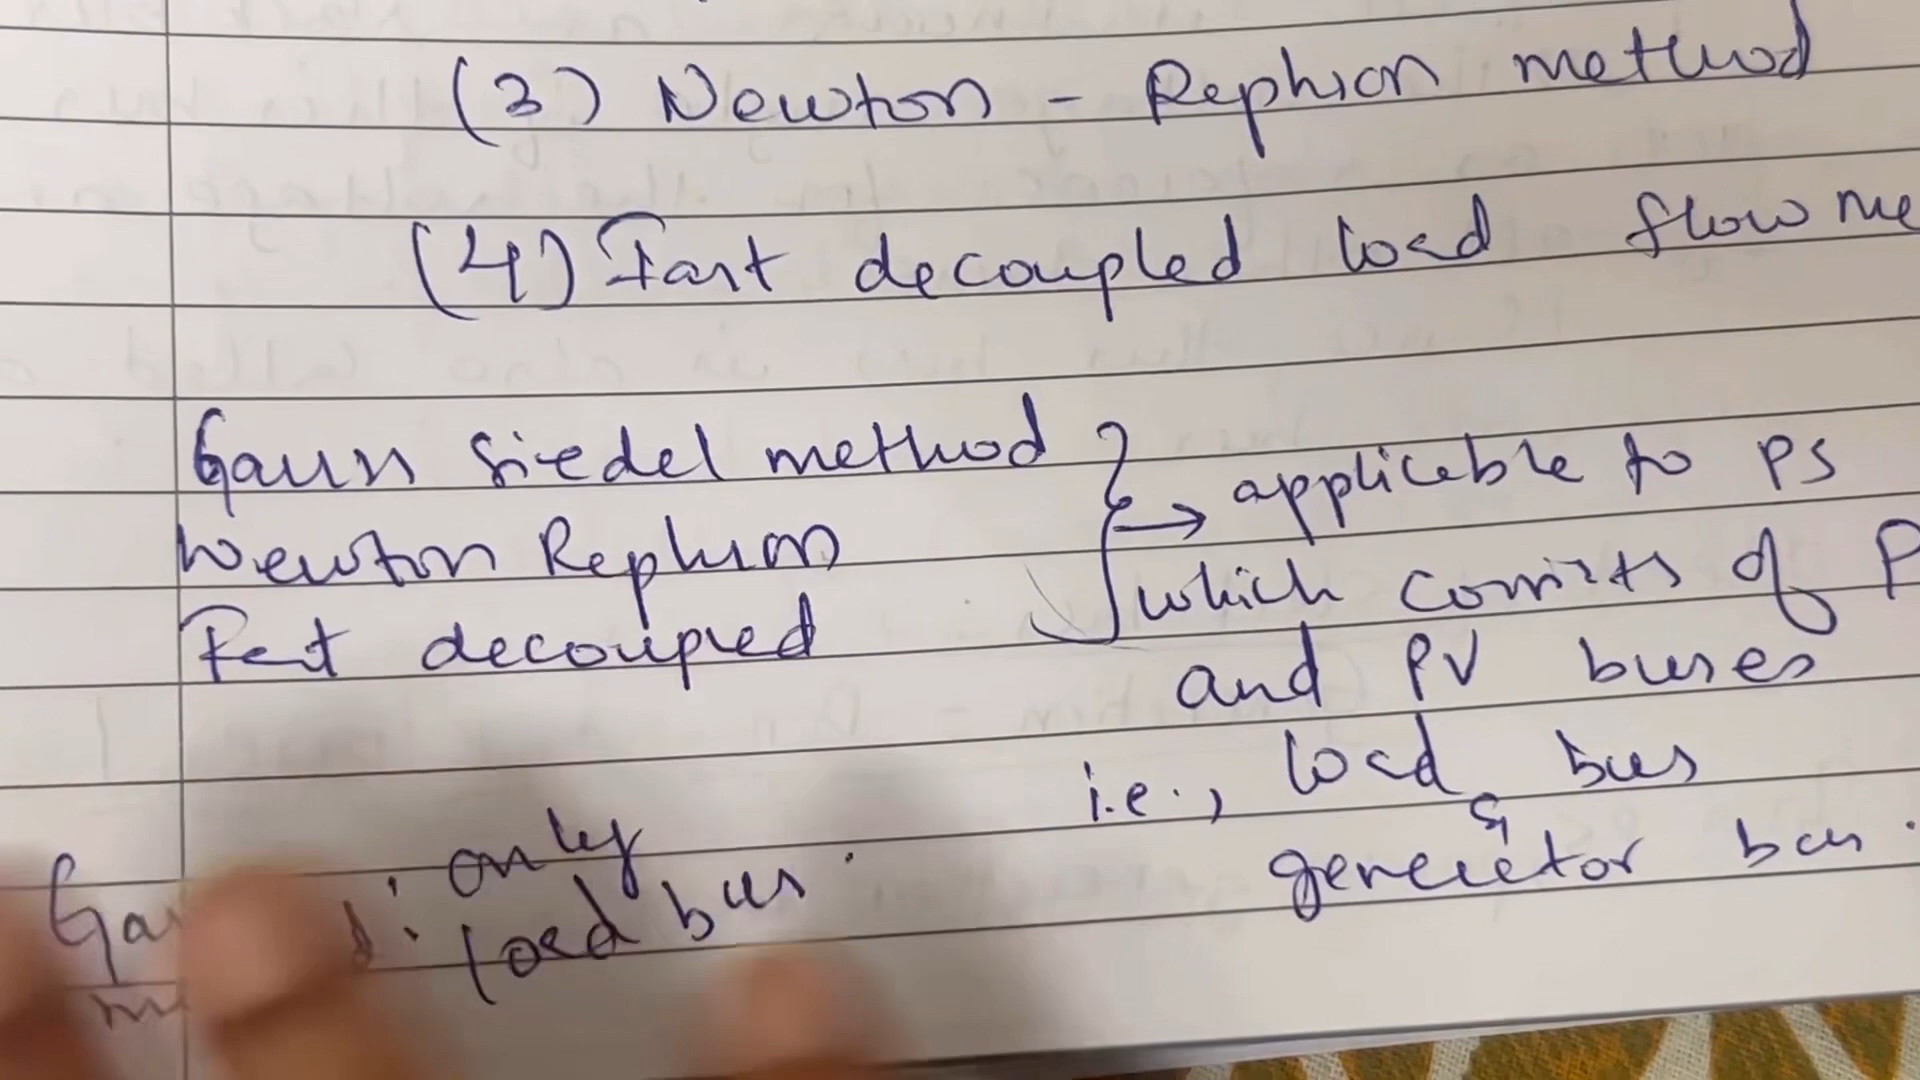 (3) Newton - Rephson method
(4) Fast decoupled load flow me
Gauss Siedel method
Newton Rephson
Fast decoupled
→ applicable to PS
which consists of P
and PV buses
i.e., load bus
&
generator bus.
only
load bus.